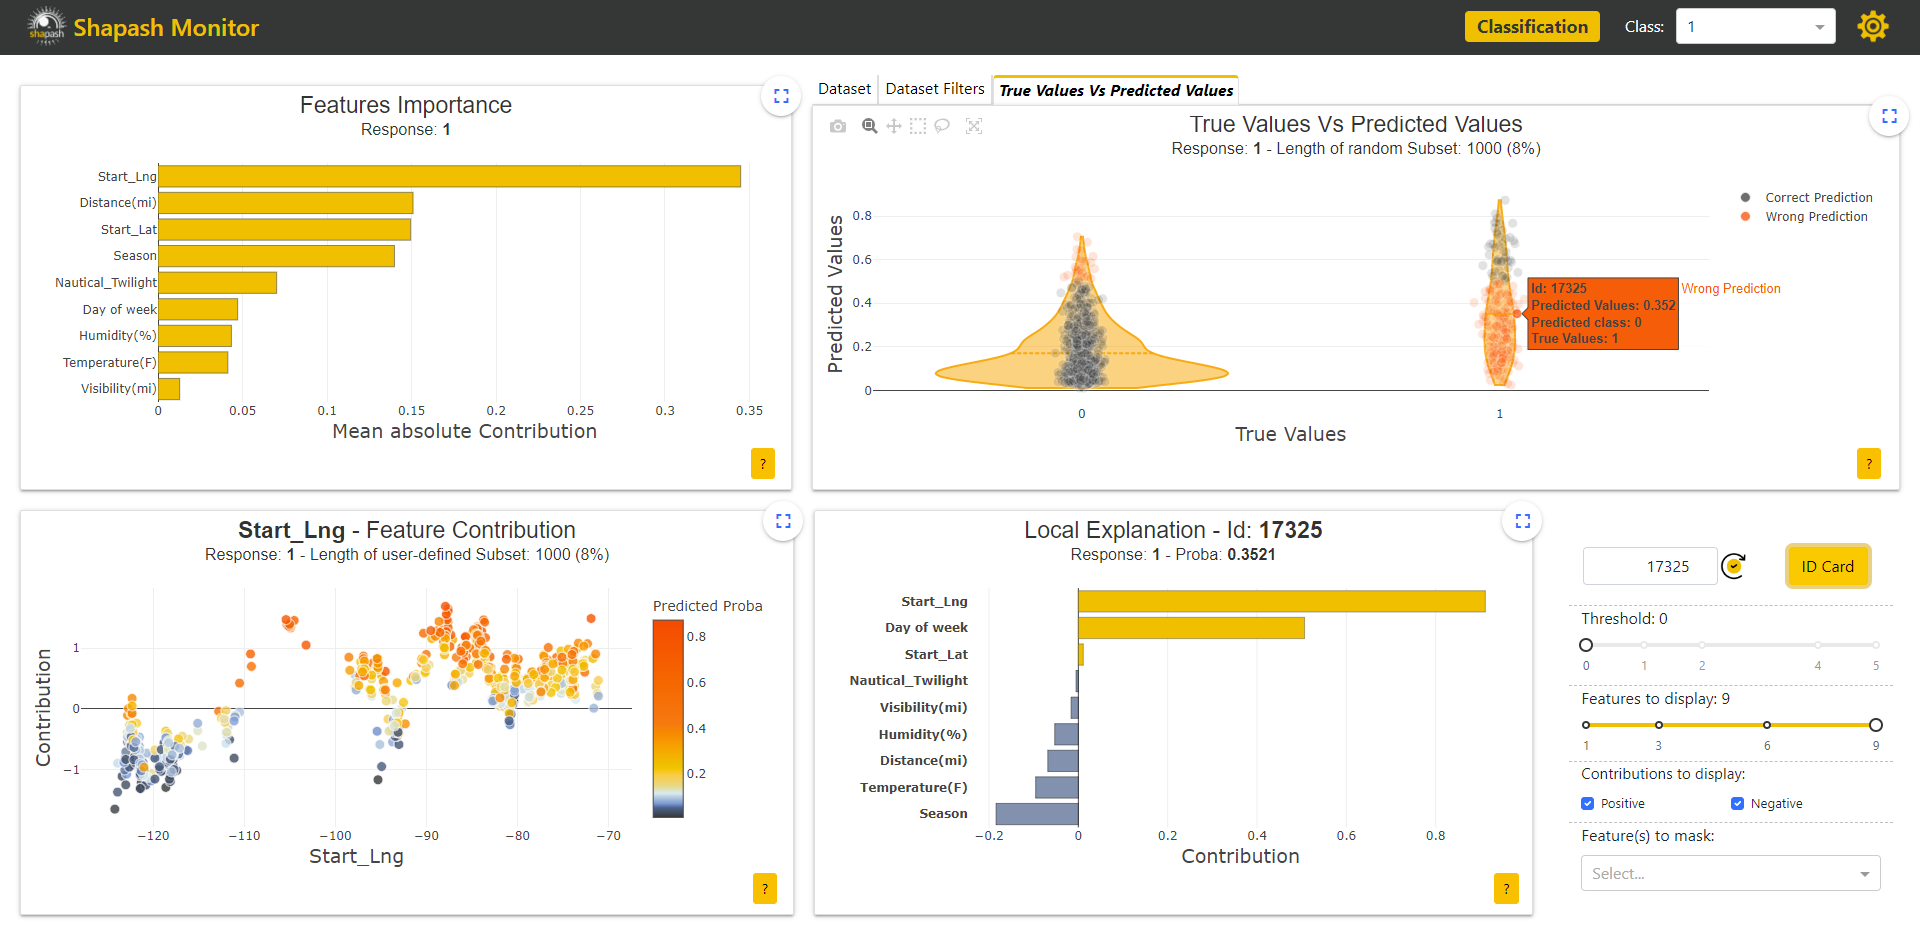 shapash
Shapash Monitor
Classification
Class:
1
Features Importance
Response: 1
Start_Lng
Distance(mi)
Start_Lat
Season
Nautical_Twilight
Day of week
Humidity(%)
Temperature(F)
Visibility(mi)
0 0.05 0.1 0.15 0.2 0.25 0.3 0.35
Mean absolute Contribution
?
Dataset
Dataset Filters
True Values Vs Predicted Values
True Values Vs Predicted Values
Response: 1 - Length of random Subset: 1000 (8%)
Predicted Values
0.8
0.6
0.4
0.2
0
0 1
True Values
Correct Prediction
Wrong Prediction
Id: 17325
Predicted Values: 0.352
Predicted class: 0
True Values: 1
Wrong Prediction
?
Start_Lng - Feature Contribution
Response: 1 - Length of user-defined Subset: 1000 (8%)
Contribution
1
0
−1
−120 −110 −100 −90 −80 −70
Start_Lng
Predicted Proba
0.8
0.6
0.4
0.2
?
Local Explanation - Id: 17325
Response: 1 - Proba: 0.3521
Start_Lng
Day of week
Start_Lat
Nautical_Twilight
Visibility(mi)
Humidity(%)
Distance(mi)
Temperature(F)
Season
−0.2 0 0.2 0.4 0.6 0.8
Contribution
?
17325
ID Card
Threshold: 0
0 1 2 4 5
Features to display: 9
1 3 6 9
Contributions to display:
Positive
Negative
Feature(s) to mask:
Select...